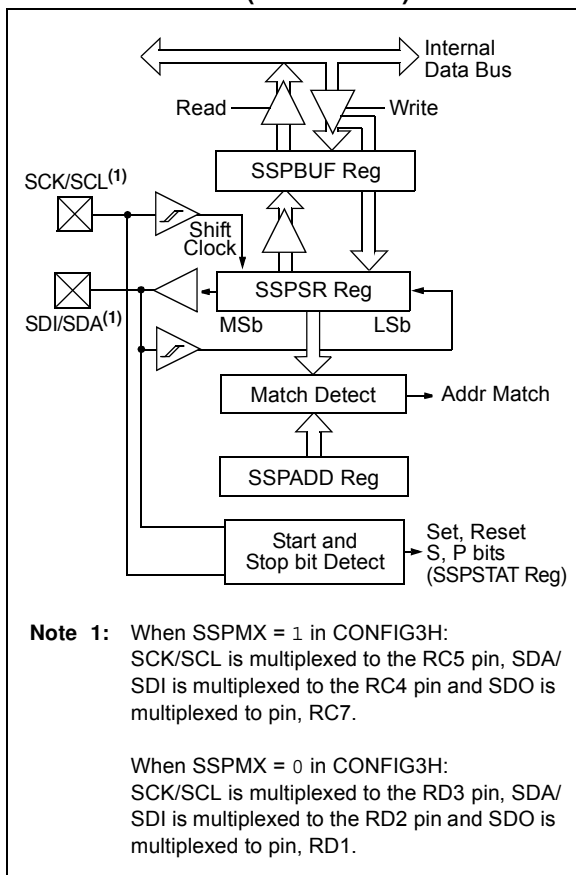 Internal
Data Bus
Read
Write
SSPBUF Reg
SCK/SCL(1)
Shift
Clock
SSPSR Reg
SDI/SDA(1)
MSb
LSb
Match Detect
Addr Match
SSPADD Reg
Start and
Stop bit Detect
Set, Reset
S, P bits
(SSPSTAT Reg)
Note 1: When SSPMX = 1 in CONFIG3H:
SCK/SCL is multiplexed to the RC5 pin, SDA/
SDI is multiplexed to the RC4 pin and SDO is
multiplexed to pin, RC7.
When SSPMX = 0 in CONFIG3H:
SCK/SCL is multiplexed to the RD3 pin, SDA/
SDI is multiplexed to the RD2 pin and SDO is
multiplexed to pin, RD1.